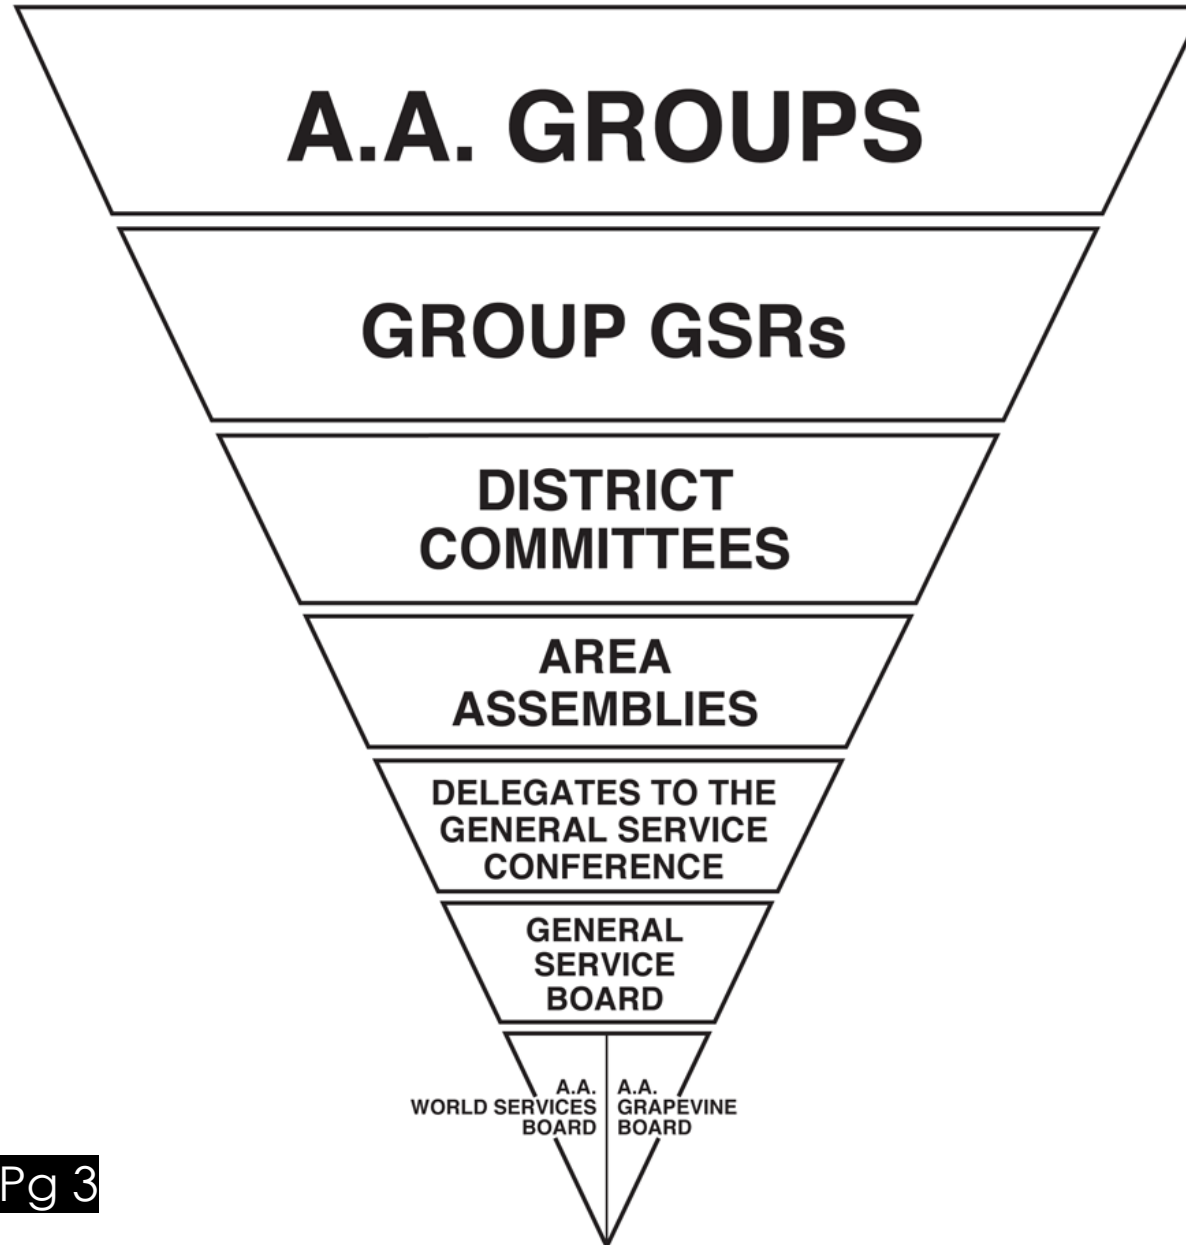 A.A. GROUPS
GROUP GSRs
DISTRICT
COMMITTEES
AREA
ASSEMBLIES
DELEGATES TO THE
GENERAL SERVICE
CONFERENCE
GENERAL
SERVICE
BOARD
A.A.
WORLD SERVICES
BOARD
A.A.
GRAPEVINE
BOARD
Pg 3